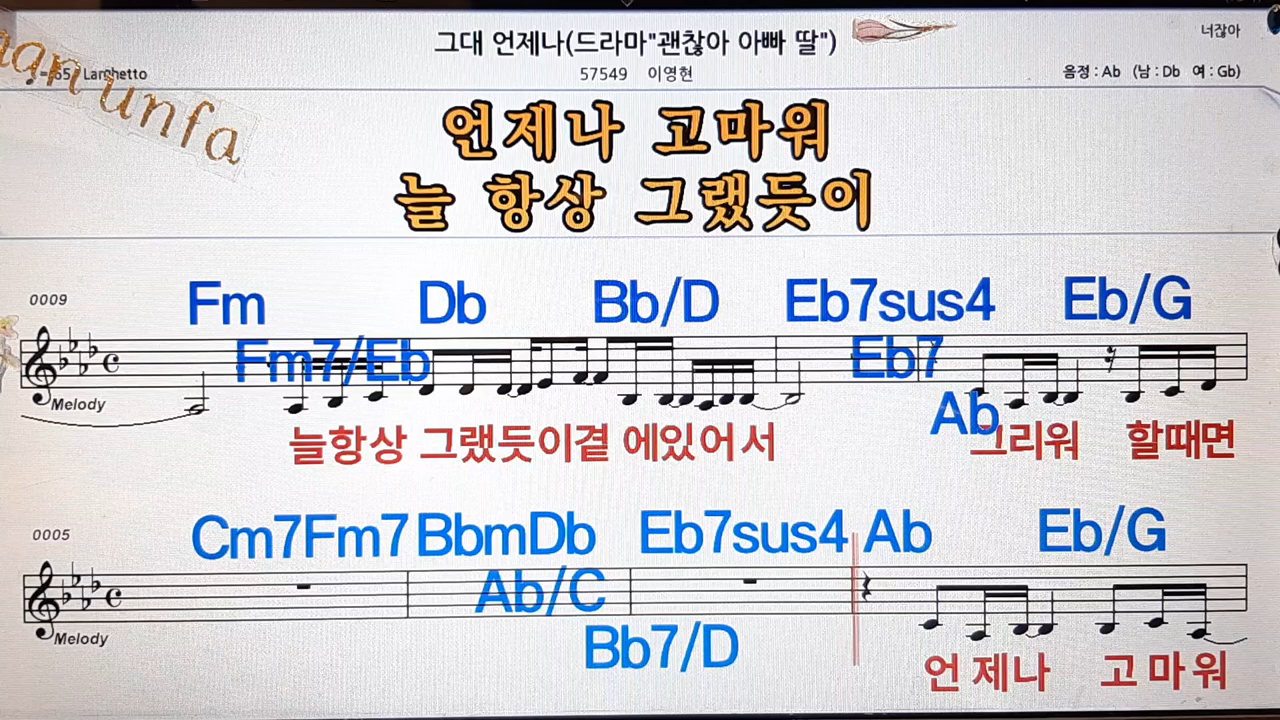 그대 언제나(드라마"괜찮아 아빠 딸")
너잖아
=65 Larghetto
57549 이영현
음정 : Ab (남 : Db 여 : Gb)
unfa
언제나 고마워
늘 항상 그랬듯이
0009
Fm Db Bb/D Eb7sus4 Eb/G
Fm7/Eb Eb7
Melody
Ab
늘항상 그랬듯이곁 에있어서 그리워 할때면
0005
Cm7Fm7 BbmDb Eb7sus4 Ab Eb/G
Ab/C
Melody
Bb7/D
언제나 고마워